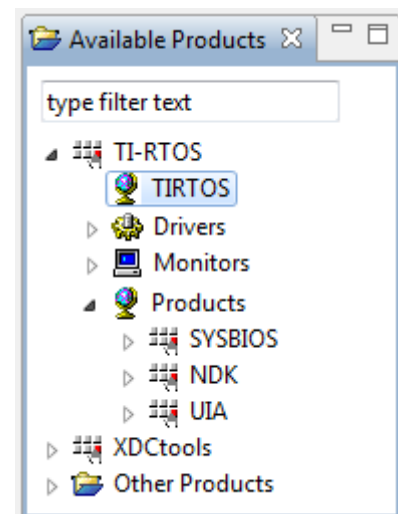 Available Products
type filter text
TI-RTOS
TIRTOS
Drivers
Monitors
Products
SYSBIOS
NDK
UIA
XDCtools
Other Products